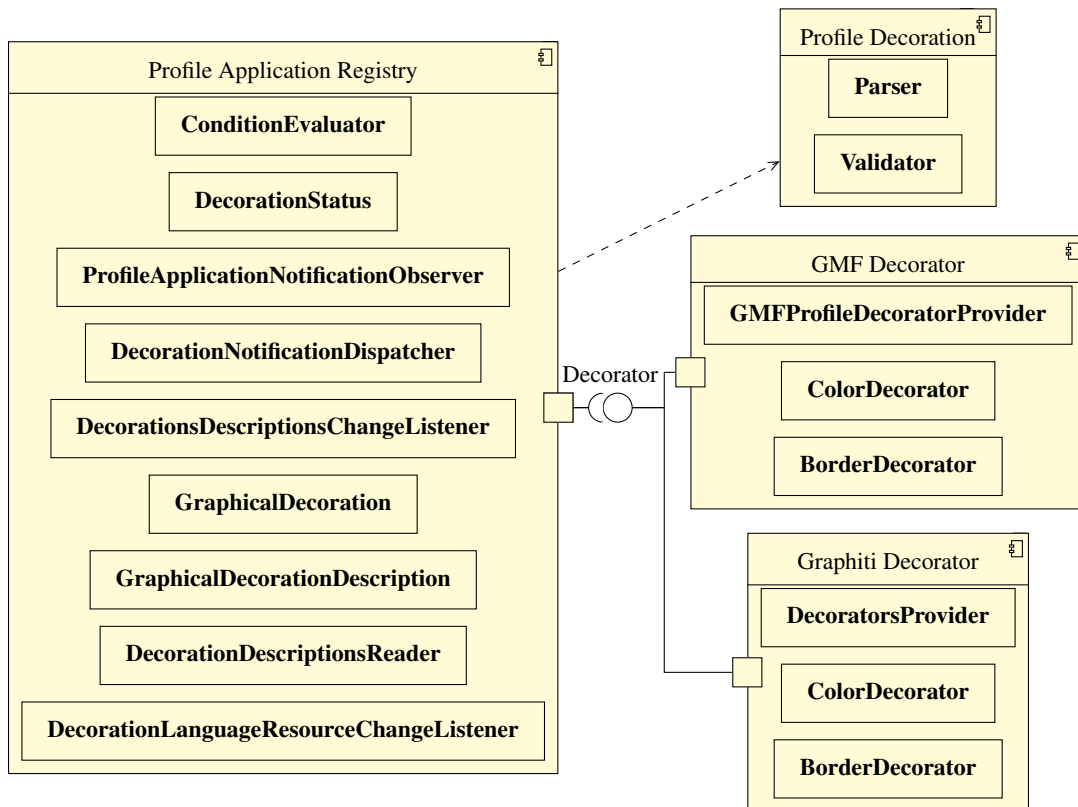 Profile Application Registry
ConditionEvaluator
DecorationStatus
ProfileApplicationNotificationObserver
DecorationNotificationDispatcher
DecorationsDescriptionsChangeListener
GraphicalDecoration
GraphicalDecorationDescription
DecorationDescriptionsReader
DecorationLanguageResourceChangeListener
Decorator
Profile Decoration
Parser
Validator
GMF Decorator
GMFProfileDecoratorProvider
ColorDecorator
BorderDecorator
Graphiti Decorator
DecoratorsProvider
ColorDecorator
BorderDecorator